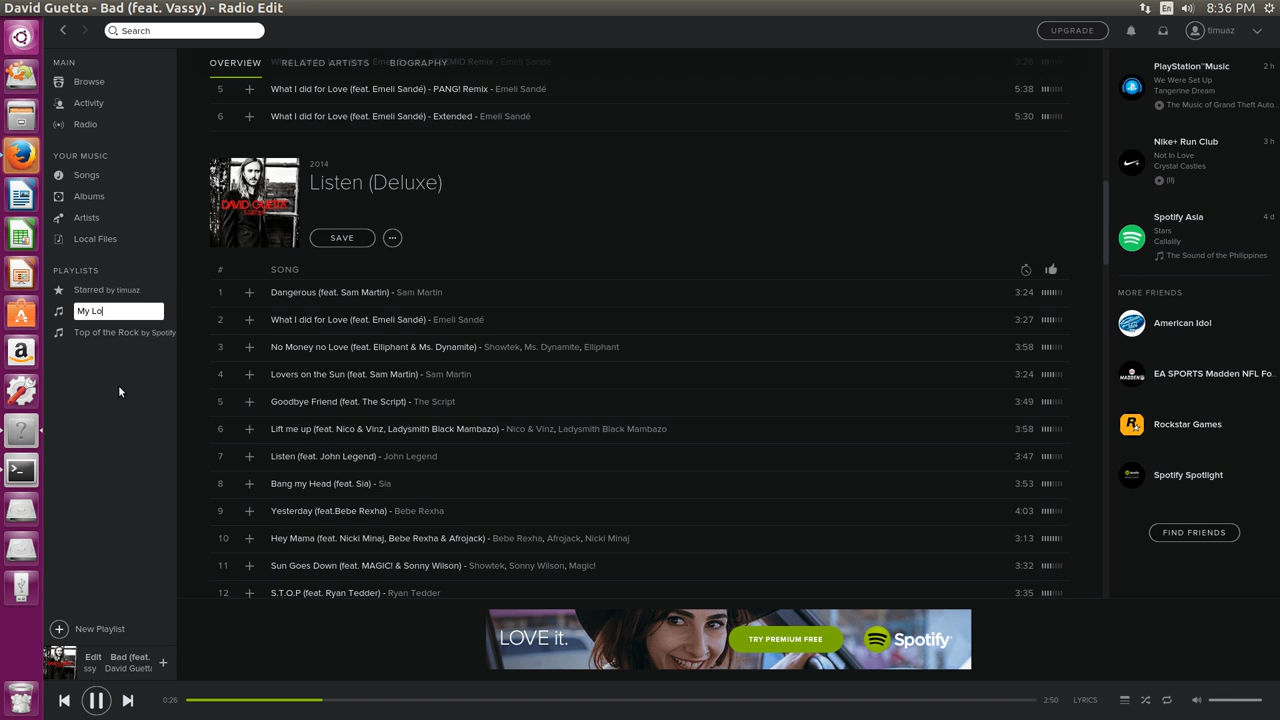 David Guetta - Bad (feat. Vassy) - Radio Edit
En
8:36 PM
Search
UPGRADE
timuaz
MAIN
Browse
Activity
Radio
YOUR MUSIC
Songs
Albums
Artists
Local Files
PLAYLISTS
Starred by timuaz
My Lo
Top of the Rock by Spotify
New Playlist
Edit Bad (feat.
ssy David Guetta
OVERVIEW RELATED ARTISTS BIOGRAPHY
Emeli Sandé 3:26
5 What I did for Love (feat. Emeli Sandé) - PANG! Remix - Emeli Sandé 5:38
6 What I did for Love (feat. Emeli Sandé) - Extended - Emeli Sandé 5:30
2014
Listen (Deluxe)
DAVID GUETTA
Listen
SAVE
# SONG
1 Dangerous (feat. Sam Martin) - Sam Martin 3:24
2 What I did for Love (feat. Emeli Sandé) - Emeli Sandé 3:27
3 No Money no Love (feat. Elliphant & Ms. Dynamite) - Showtek, Ms. Dynamite, Elliphant 3:58
4 Lovers on the Sun (feat. Sam Martin) - Sam Martin 3:24
5 Goodbye Friend (feat. The Script) - The Script 3:49
6 Lift me up (feat. Nico & Vinz, Ladysmith Black Mambazo) - Nico & Vinz, Ladysmith Black Mambazo 3:58
7 Listen (feat. John Legend) - John Legend 3:47
8 Bang my Head (feat. Sia) - Sia 3:53
9 Yesterday (feat.Bebe Rexha) - Bebe Rexha 4:03
10 Hey Mama (feat. Nicki Minaj, Bebe Rexha & Afrojack) - Bebe Rexha, Afrojack, Nicki Minaj 3:13
11 Sun Goes Down (feat. MAGIC! & Sonny Wilson) - Showtek, Sonny Wilson, Magic! 3:32
12 S.T.O.P (feat. Ryan Tedder) - Ryan Tedder 3:35
PlayStation™Music 2 h
We Were Set Up
Tangerine Dream
The Music of Grand Theft Auto...
Nike+ Run Club 3 h
Not In Love
Crystal Castles
(II)
Spotify Asia 4 d
Stars
Callalily
The Sound of the Philippines
MORE FRIENDS
American Idol
EA SPORTS Madden NFL Fo...
Rockstar Games
Spotify Spotlight
FIND FRIENDS
LOVE it.
TRY PREMIUM FREE
Spotify
0:26
2:50
LYRICS